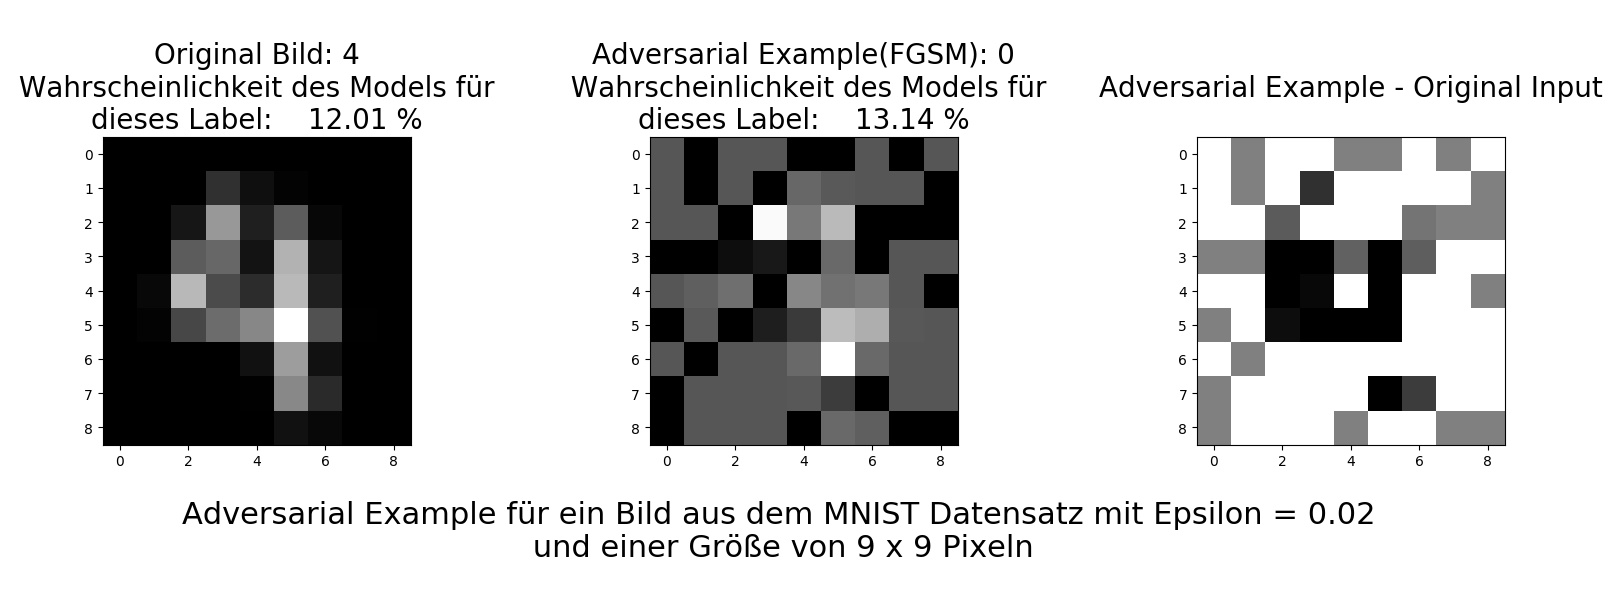 Original Bild: 4
Wahrscheinlichkeit des Models für
dieses Label: 12.01 %
Adversarial Example(FGSM): 0
Wahrscheinlichkeit des Models für
dieses Label: 13.14 %
Adversarial Example - Original Input
0
1
2
3
4
5
6
7
8
0 2 4 6 8
0
1
2
3
4
5
6
7
8
0 2 4 6 8
0
1
2
3
4
5
6
7
8
0 2 4 6 8
Adversarial Example für ein Bild aus dem MNIST Datensatz mit Epsilon = 0.02
und einer Größe von 9 x 9 Pixeln